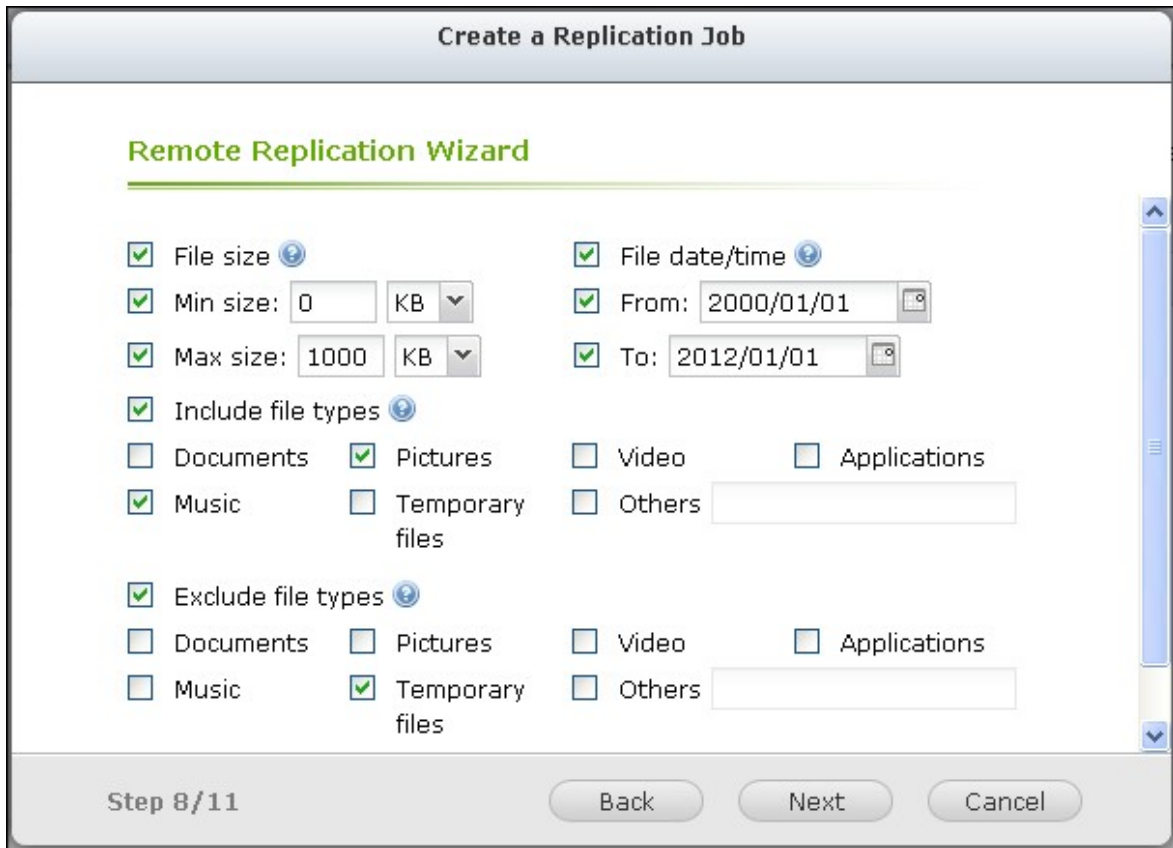 Create a Replication Job
Remote Replication Wizard
File size File date/time
Min size: 0 KB From: 2000/01/01
Max size: 1000 KB To: 2012/01/01
Include file types
Documents Pictures Video Applications
Music Temporary files Others
Exclude file types
Documents Pictures Video Applications
Music Temporary files Others
Step 8/11 Back Next Cancel